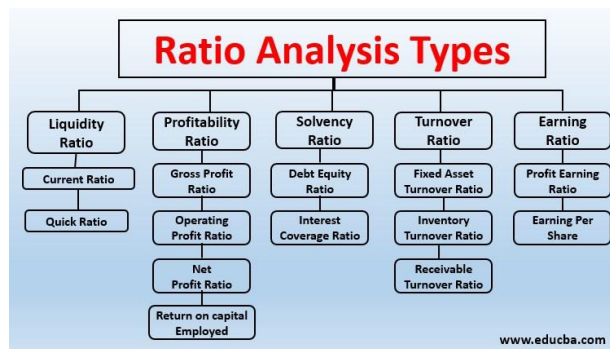 Ratio Analysis Types
Liquidity
Ratio
Current Ratio
Quick Ratio
Profitability
Ratio
Gross Profit
Ratio
Operating
Profit Ratio
Net
Profit Ratio
Return on capital
Employed
Solvency
Ratio
Debt Equity
Ratio
Interest
Coverage Ratio
Turnover
Ratio
Fixed Asset
Turnover Ratio
Inventory
Turnover Ratio
Receivable
Turnover Ratio
Earning
Ratio
Profit Earning
Ratio
Earning Per
Share
www.educba.com